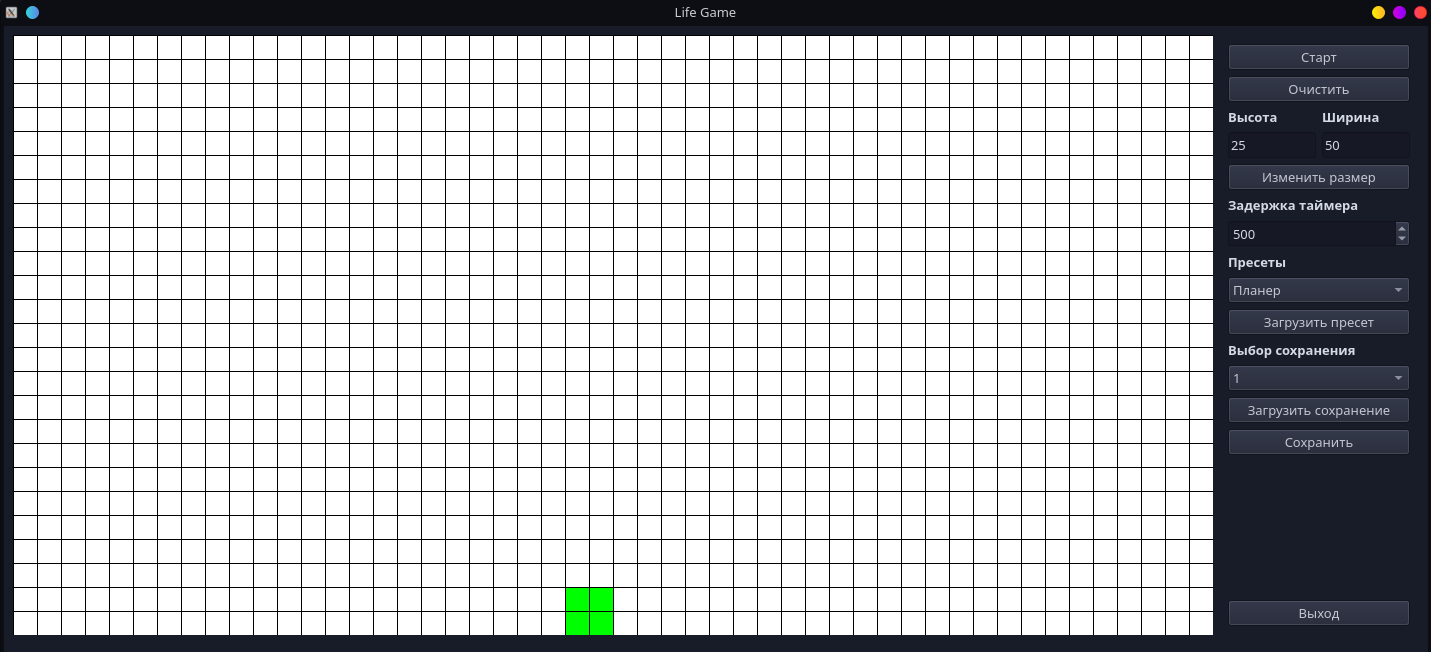 Life Game
Старт
Очистить
Высота Ширина
25 50
Изменить размер
Задержка таймера
500
Пресеты
Планер
Загрузить пресет
Выбор сохранения
1
Загрузить сохранение
Сохранить
Выход